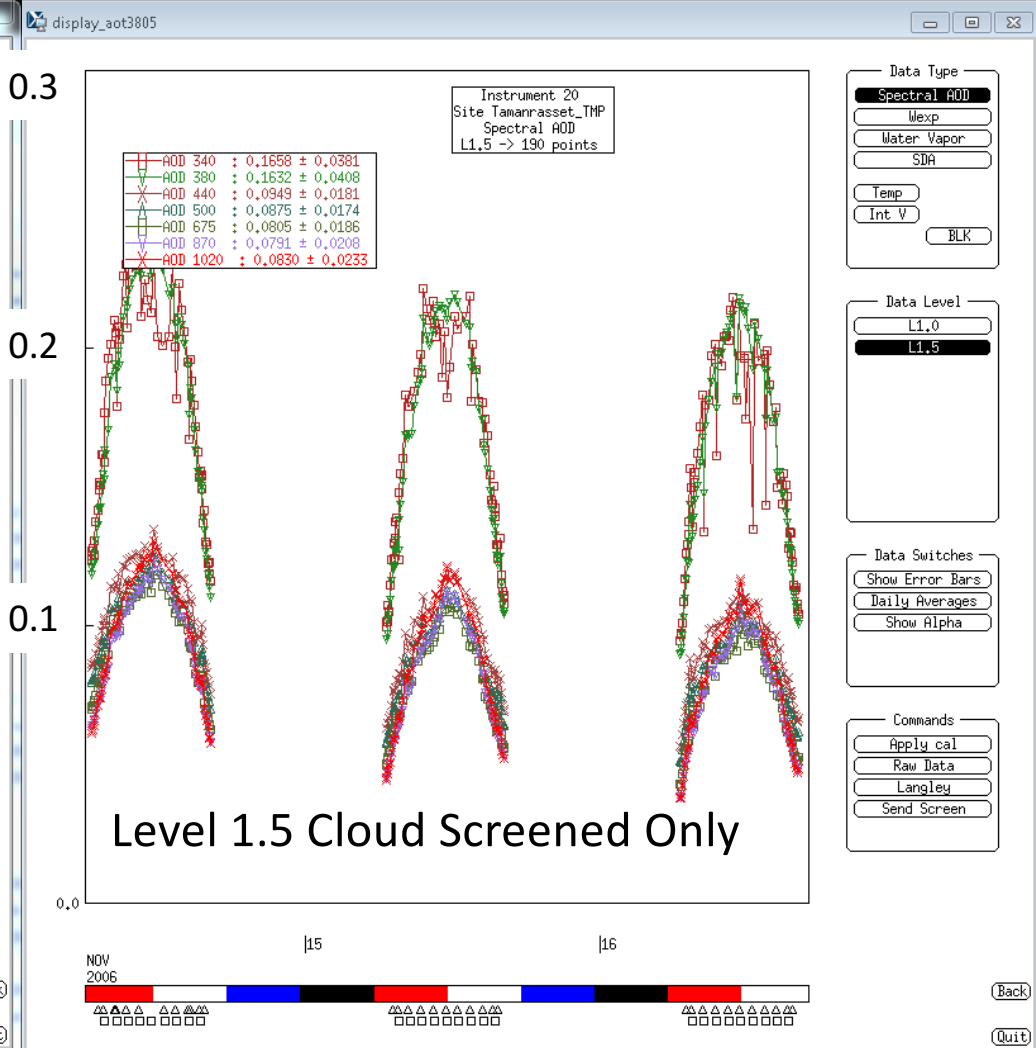 display_aot3805
0.3
0.2
0.1
0.0
Instrument 20
Site Tamanrasset_TMP
Spectral AOD
L1.5 -> 190 points
AOD 340 : 0.1658 ± 0.0381
AOD 380 : 0.1632 ± 0.0408
AOD 440 : 0.0949 ± 0.0181
AOD 500 : 0.0875 ± 0.0174
AOD 675 : 0.0805 ± 0.0186
AOD 870 : 0.0791 ± 0.0208
AOD 1020 : 0.0830 ± 0.0233
Level 1.5 Cloud Screened Only
|15
|16
NOV
2006
Data Type
Spectral AOD
Wexp
Water Vapor
SDA
Temp
Int V
BLK
Data Level
L1.0
L1.5
Data Switches
Show Error Bars
Daily Averages
Show Alpha
Commands
Apply cal
Raw Data
Langley
Send Screen
Back
Quit